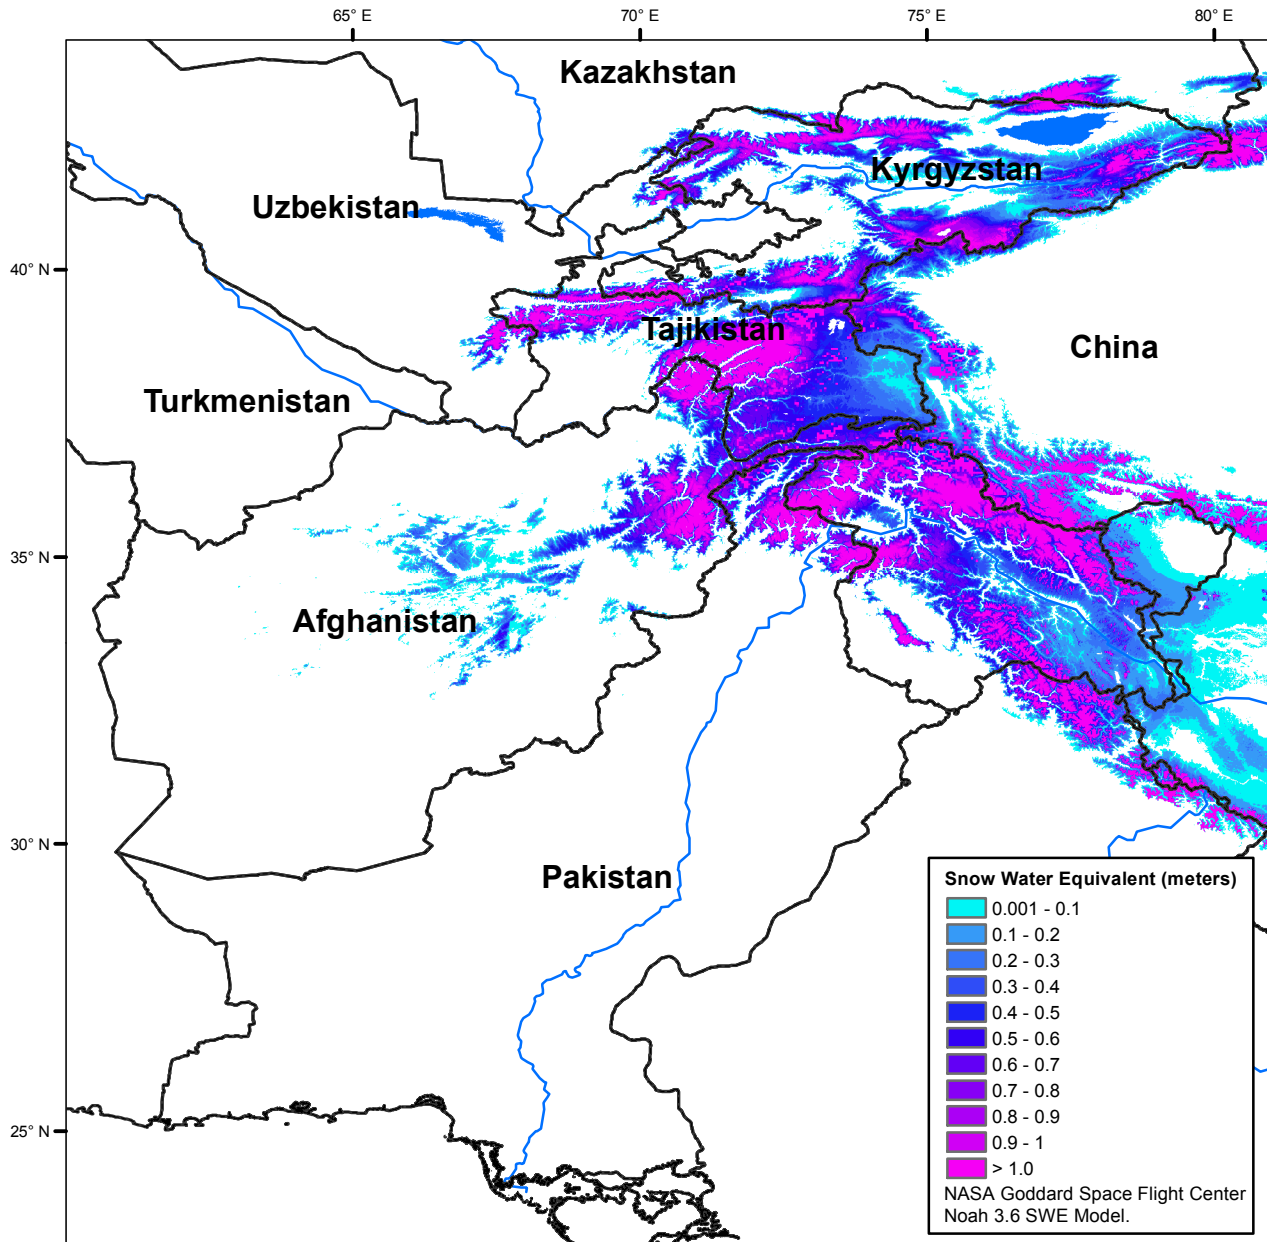 65° E
70° E
75° E
80° E
Kazakhstan
Kyrgyzstan
Uzbekistan
40° N
Tajikistan
China
Turkmenistan
35° N
Afghanistan
30° N
Pakistan
25° N
Snow Water Equivalent (meters)
0.001 - 0.1
0.1 - 0.2
0.2 - 0.3
0.3 - 0.4
0.4 - 0.5
0.5 - 0.6
0.6 - 0.7
0.7 - 0.8
0.8 - 0.9
0.9 - 1
> 1.0
NASA Goddard Space Flight Center
Noah 3.6 SWE Model.